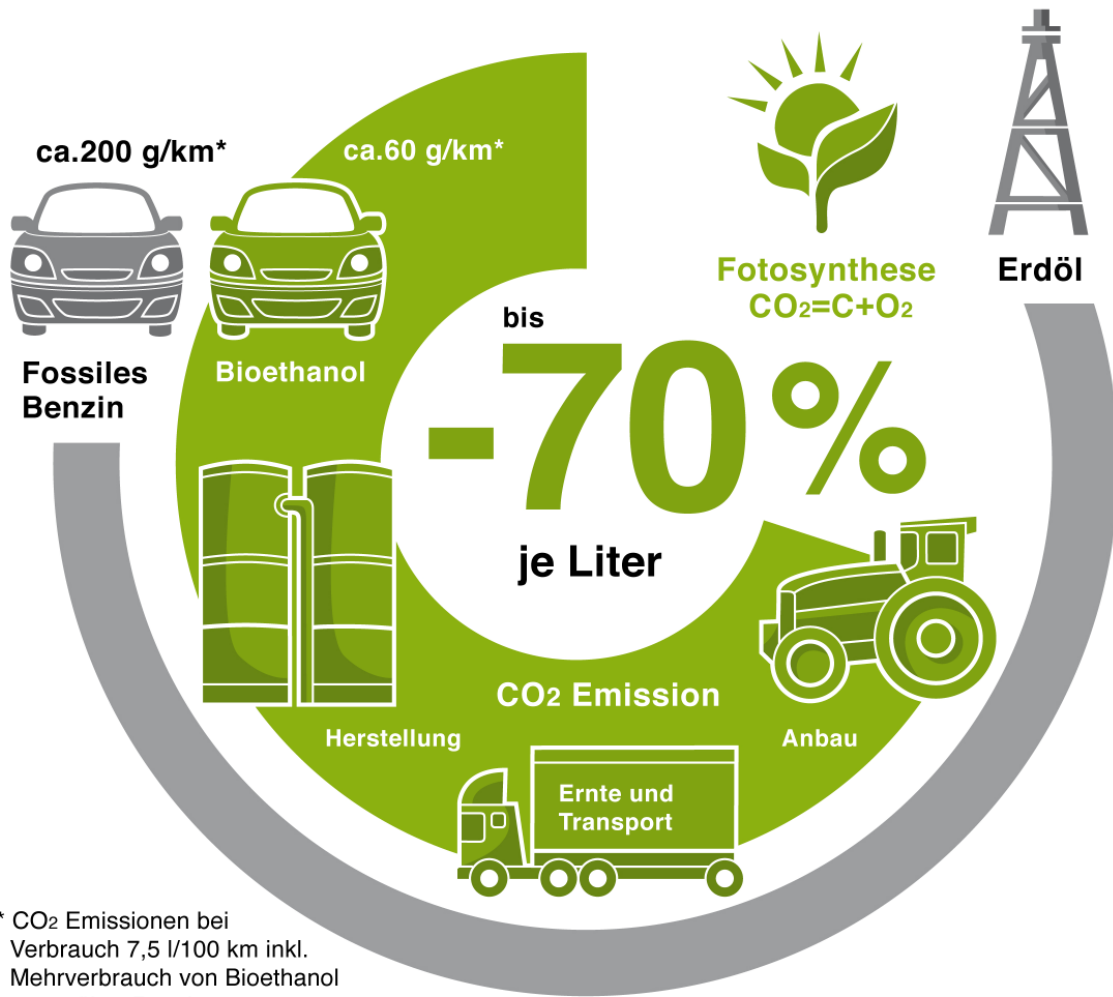 ca.200 g/km*
ca.60 g/km*
Fossiles
Benzin
Bioethanol
Fotosynthese
CO2=C+O2
Erdöl
bis
-70%
je Liter
CO2 Emission
Herstellung
Anbau
Ernte und
Transport
* CO2 Emissionen bei
Verbrauch 7,5 l/100 km inkl.
Mehrverbrauch von Bioethanol